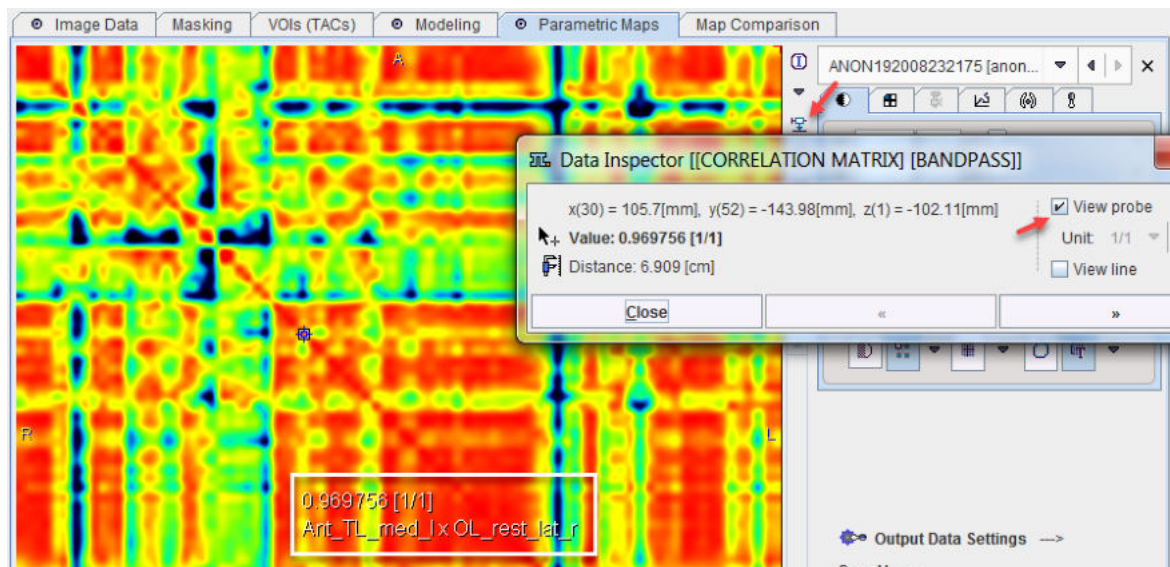 Image Data Masking VOIs (TACs) Modeling Parametric Maps Map Comparison
A
ANON192008232175 [anon...
Data Inspector [[CORRELATION MATRIX] [BANDPASS]]
x(30) = 105.7[mm], y(52) = -143.98[mm], z(1) = -102.11[mm]
View probe
Value: 0.969756 [1/1]
Unit: 1/1
Distance: 6.909 [cm]
View line
Close « »
R
L
0.969756 [1/1]
Ant_TL_med_l x OL_rest_lat_r
Output Data Settings --->